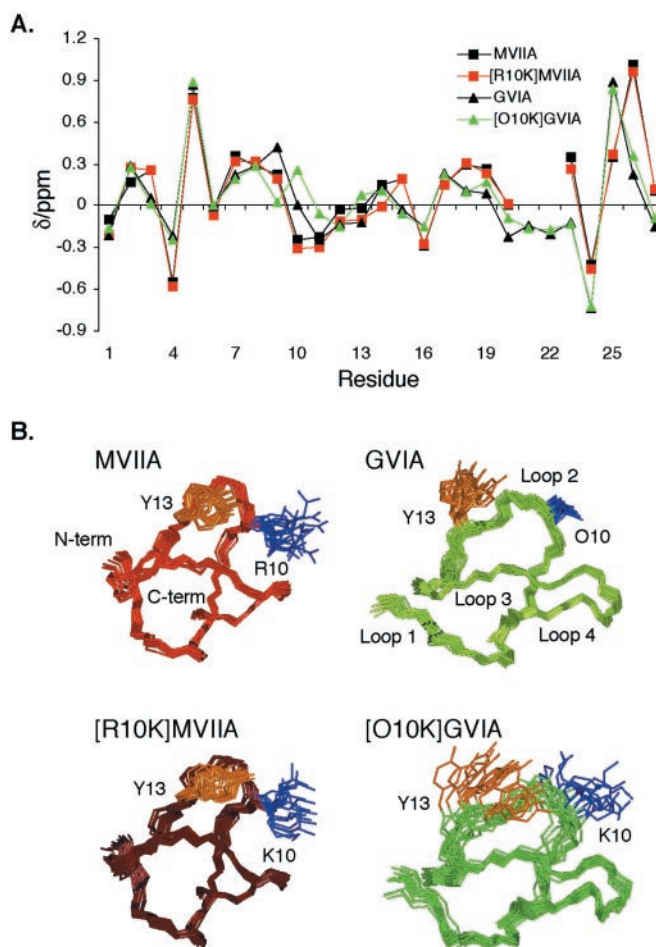 A.
1.2
0.9
0.6
0.3
0
-0.3
-0.6
-0.9
δ/ppm
MVIIA
[R10K]MVIIA
GVIA
[O10K]GVIA
1 4 7 10 13 16 19 22 25
Residue
B.
MVIIA
Y13
N-term
R10
C-term
GVIA
Loop 2
Y13
O10
Loop 3
Loop 1
Loop 4
[R10K]MVIIA
Y13
K10
[O10K]GVIA
Y13
K10